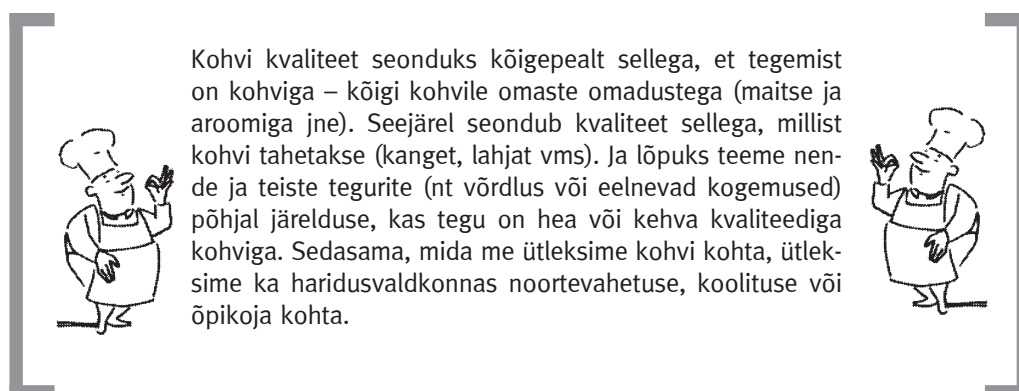 Kohvi kvaliteet seonduks kõigepealt sellega, et tegemist
on kohviga – kõigi kohvile omaste omadustega (maitse ja
aroomiga jne). Seejärel seondub kvaliteet sellega, millist
kohvi tahetakse (kanget, lahjat vms). Ja lõpuks teeme nen-
de ja teiste tegurite (nt võrdlus või eelnevad kogemused)
põhjal järelduse, kas tegu on hea või kehva kvaliteediga
kohviga. Sedasama, mida me ütleksime kohvi kohta, ütlek-
sime ka haridusvaldkonnas noortevahetuse, koolituse või
õpikoja kohta.